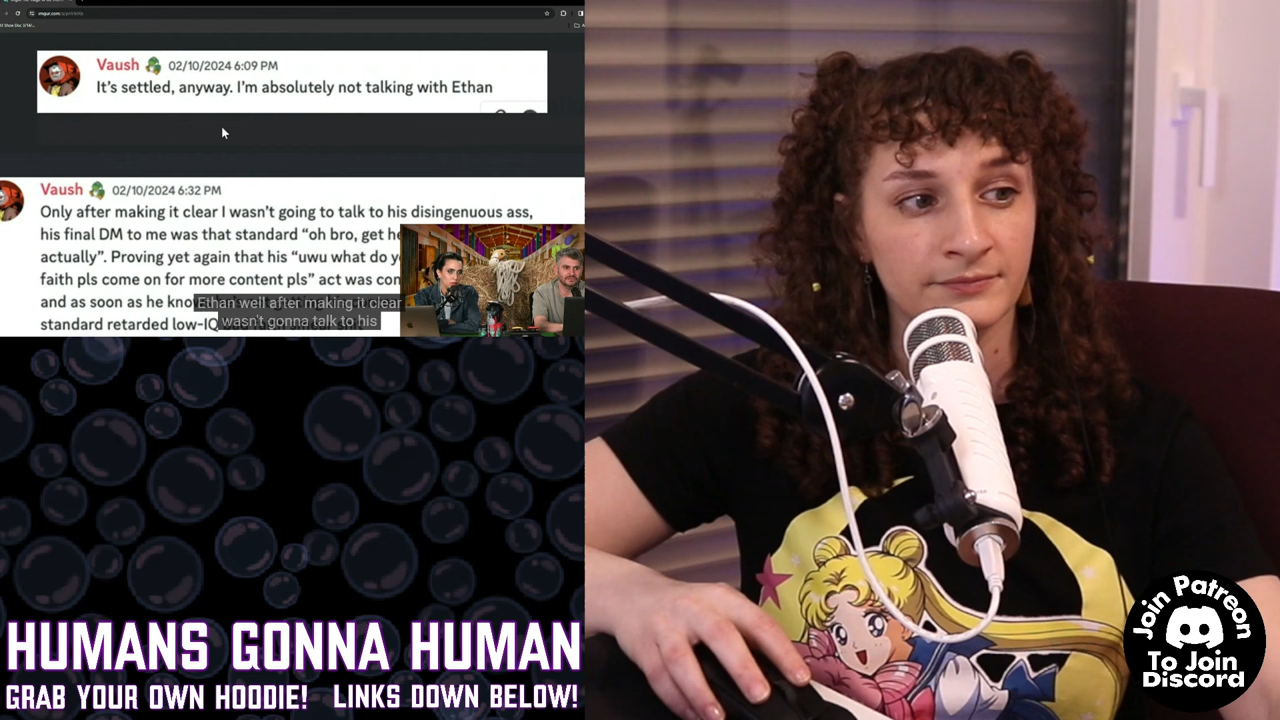 Vaush 02/10/2024 6:09 PM
It's settled, anyway. I'm absolutely not talking with Ethan
Vaush 02/10/2024 6:32 PM
Only after making it clear I wasn't going to talk to his disingenuous ass,
his final DM to me was that standard "oh bro, get he
actually". Proving yet again that his "uwu what do y
faith pls come on for more content pls" act was con
and as soon as he kno
standard retarded low-IQ
Ethan well after making it clear
wasn't gonna talk to his
HUMANS GONNA HUMAN
GRAB YOUR OWN HOODIE! LINKS DOWN BELOW!
Join Patreon
To Join
Discord